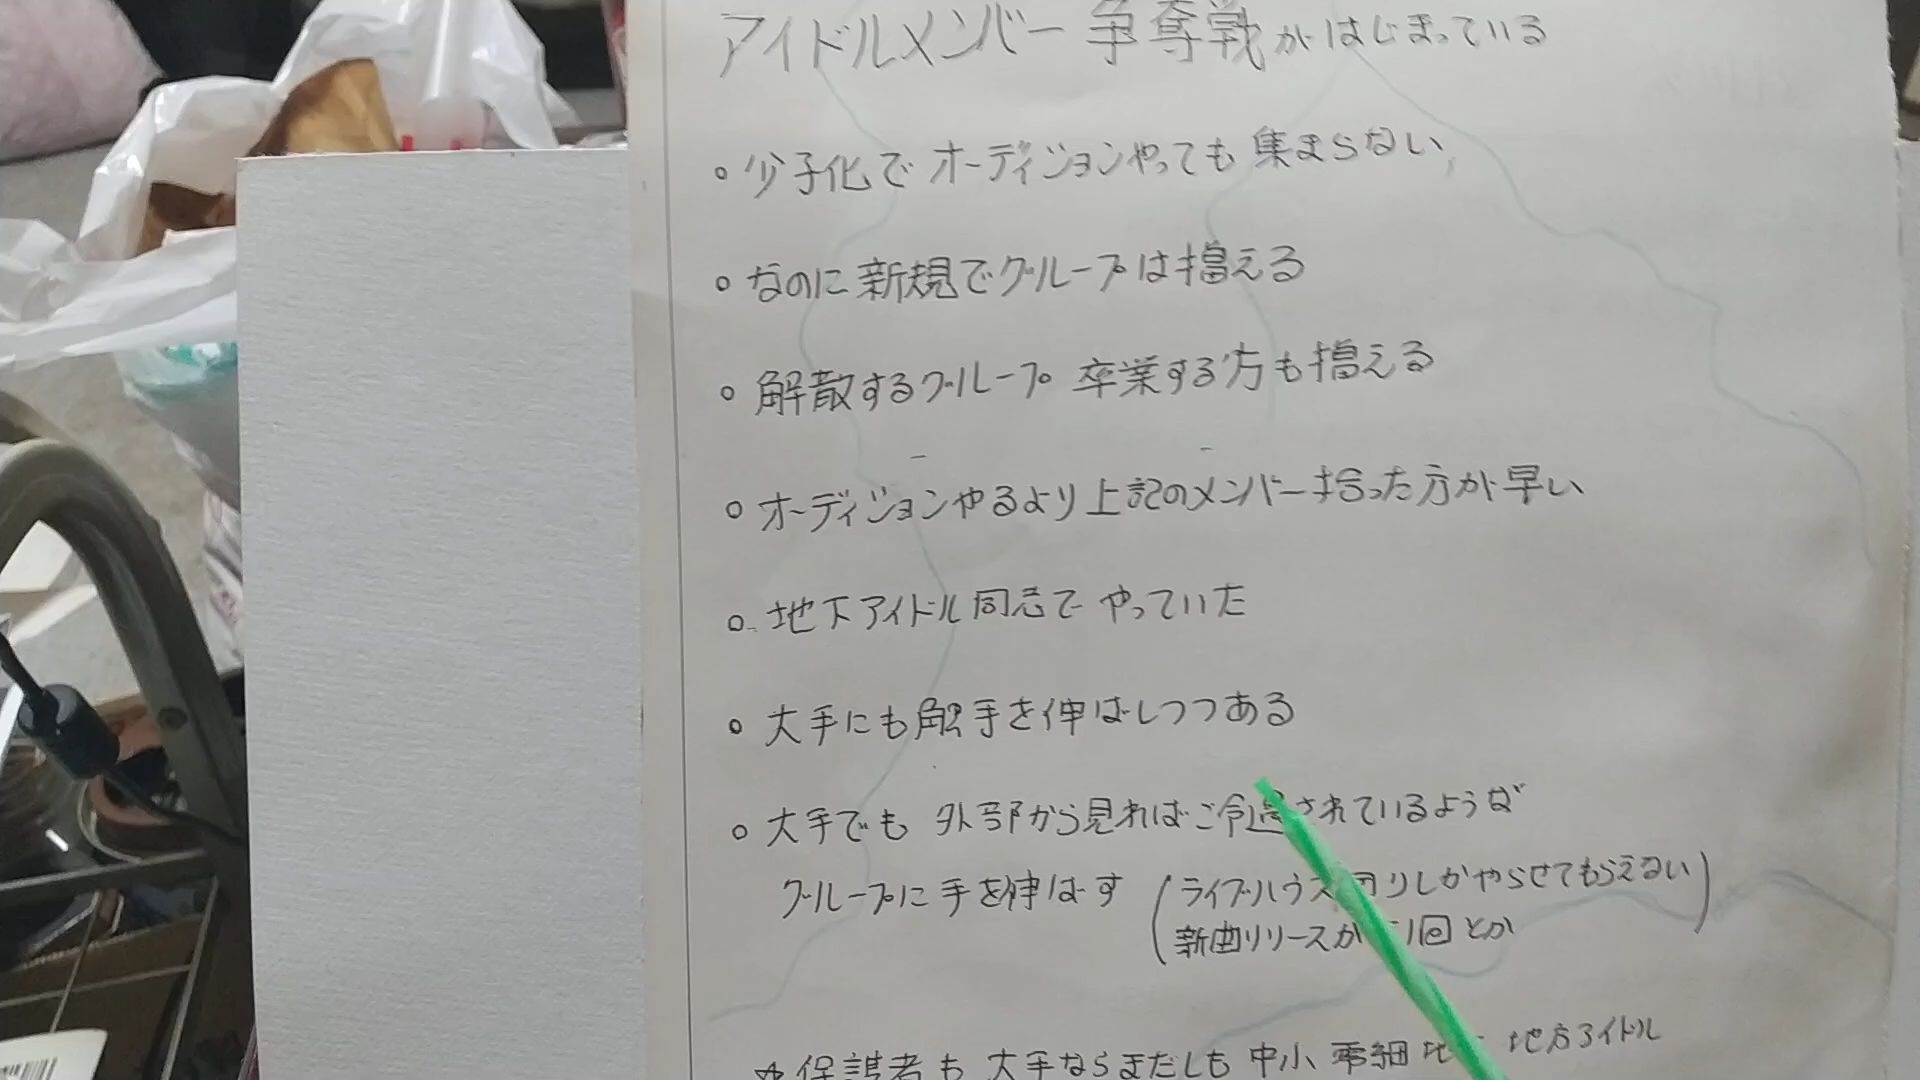 アイドルメンバー争奪戦がはじまっている
○ 少子化で オーディションやっても 集まらない
○ なのに新規でグループは増える
○ 解散するグループ 卒業する方も増える
○ オーディションやるより上記のメンバー拾った方が早い
○ 地下アイドル同志で やっていた
○ 大手にも触手を伸ばしつつある
○ 大手でも 外部から見ればご冷遇されているような
グループに手を伸ばす (ライブハウス回りしかやらせてもらえない
新曲リリースが 1回とか)
☆保護者も 大手ならまだしも 中小 零細 地方アイドル